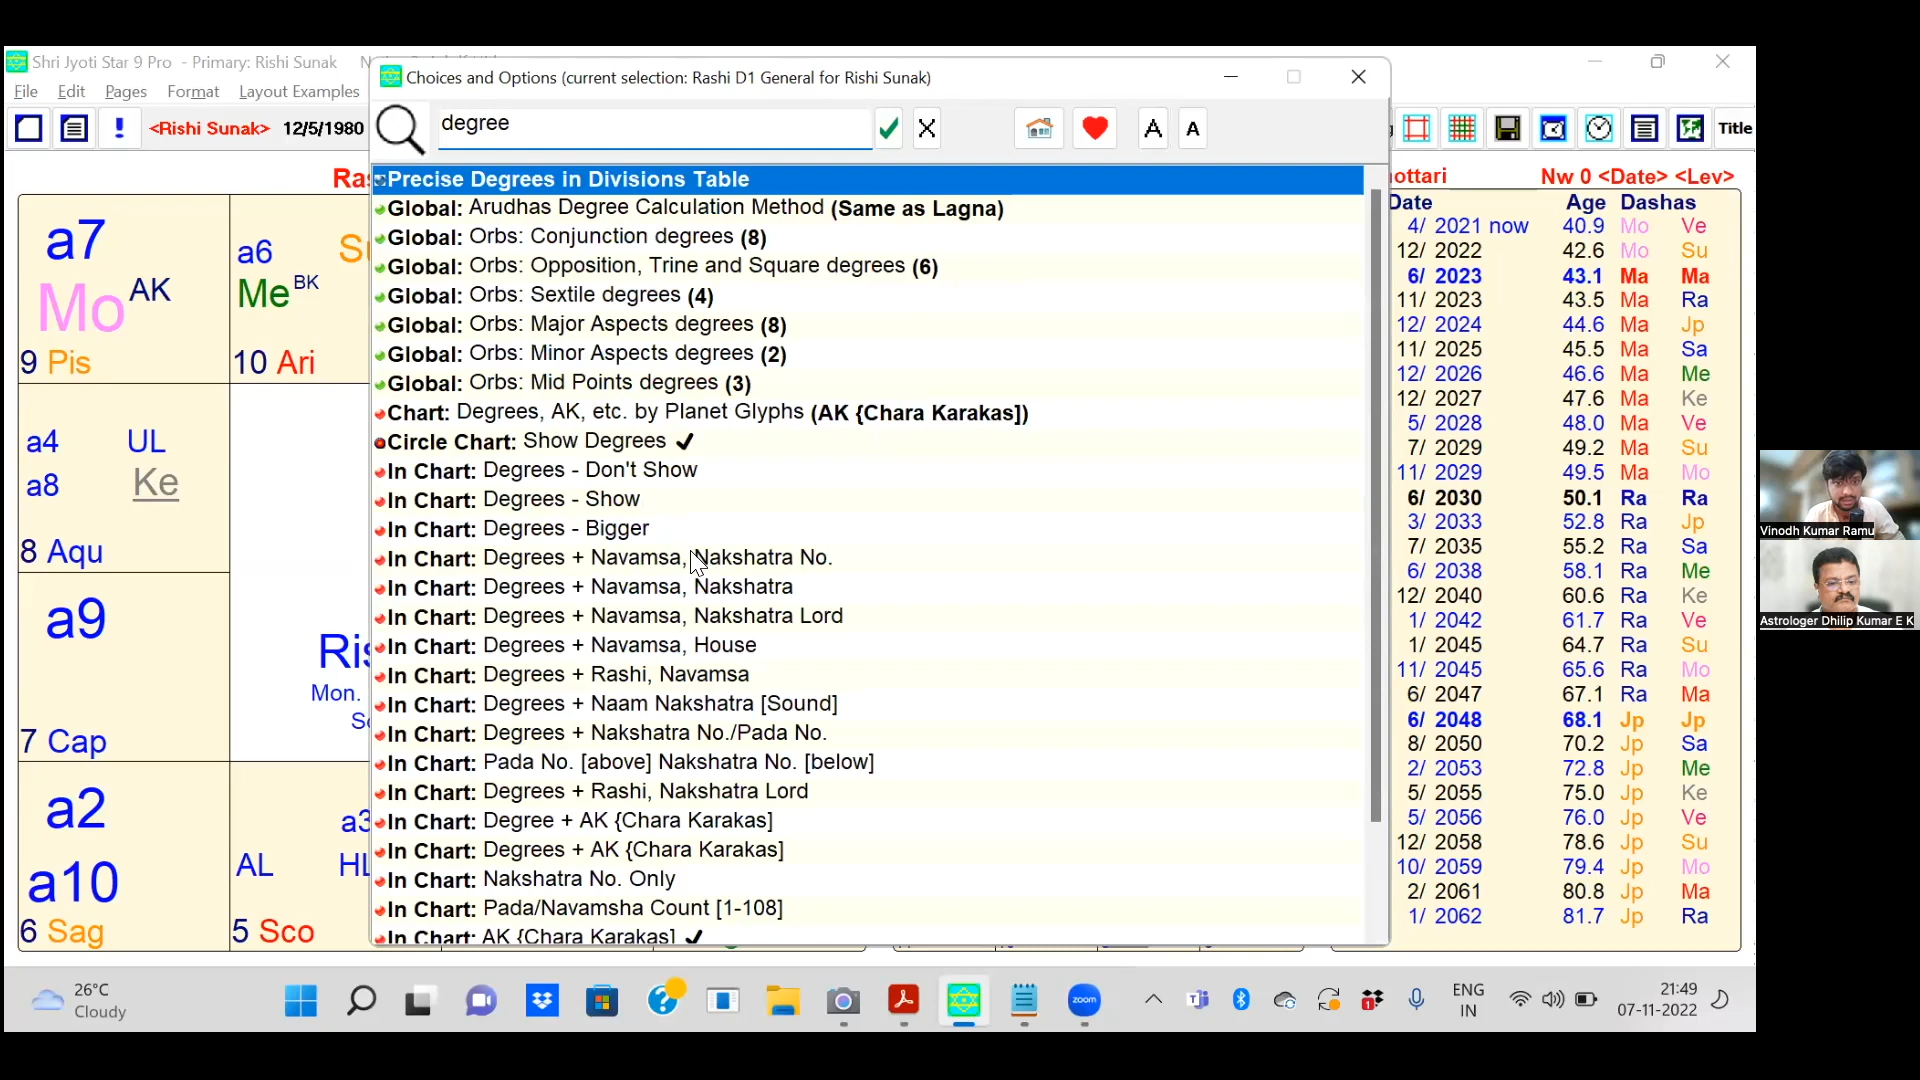 Shri Jyoti Star 9 Pro - Primary: Rishi Sunak
File Edit Pages Format Layout Examples
<Rishi Sunak> 12/5/1980
Title
Choices and Options (current selection: Rashi D1 General for Rishi Sunak)
degree
A A
Precise Degrees in Divisions Table
Global: Arudhas Degree Calculation Method (Same as Lagna)
Global: Orbs: Conjunction degrees (8)
Global: Orbs: Opposition, Trine and Square degrees (6)
Global: Orbs: Sextile degrees (4)
Global: Orbs: Major Aspects degrees (8)
Global: Orbs: Minor Aspects degrees (2)
Global: Orbs: Mid Points degrees (3)
Chart: Degrees, AK, etc. by Planet Glyphs (AK {Chara Karakas})
Circle Chart: Show Degrees ✔
In Chart: Degrees - Don't Show
In Chart: Degrees - Show
In Chart: Degrees - Bigger
In Chart: Degrees + Navamsa, Nakshatra No.
In Chart: Degrees + Navamsa, Nakshatra
In Chart: Degrees + Navamsa, Nakshatra Lord
In Chart: Degrees + Navamsa, House
In Chart: Degrees + Rashi, Navamsa
In Chart: Degrees + Naam Nakshatra [Sound]
In Chart: Degrees + Nakshatra No./Pada No.
In Chart: Pada No. [above] Nakshatra No. [below]
In Chart: Degrees + Rashi, Nakshatra Lord
In Chart: Degree + AK {Chara Karakas]
In Chart: Degrees + AK {Chara Karakas]
In Chart: Nakshatra No. Only
In Chart: Pada/Navamsha Count [1-108]
In Chart: AK {Chara Karakas] ✔
Ras
a7
Mo AK
9 Pis
a6 Su
Me BK
10 Ari
a4 UL
a8 Ke
8 Aqu
a9
7 Cap
Ris
Mon.
a2
a10
6 Sag
a3
AL HL
5 Sco
ottari Nw 0 <Date> <Lev>
Date Age Dashas
4/ 2021 now 40.9 Mo Ve
12/ 2022 42.6 Mo Su
6/ 2023 43.1 Ma Ma
11/ 2023 43.5 Ma Ra
12/ 2024 44.6 Ma Jp
11/ 2025 45.5 Ma Sa
12/ 2026 46.6 Ma Me
12/ 2027 47.6 Ma Ke
5/ 2028 48.0 Ma Ve
7/ 2029 49.2 Ma Su
11/ 2029 49.5 Ma Mo
6/ 2030 50.1 Ra Ra
3/ 2033 52.8 Ra Jp
7/ 2035 55.2 Ra Sa
6/ 2038 58.1 Ra Me
12/ 2040 60.6 Ra Ke
1/ 2042 61.7 Ra Ve
1/ 2045 64.7 Ra Su
11/ 2045 65.6 Ra Mo
6/ 2047 67.1 Ra Ma
6/ 2048 68.1 Jp Jp
8/ 2050 70.2 Jp Sa
2/ 2053 72.8 Jp Me
5/ 2055 75.0 Jp Ke
5/ 2056 76.0 Jp Ve
12/ 2058 78.6 Jp Su
10/ 2059 79.4 Jp Mo
2/ 2061 80.8 Jp Ma
1/ 2062 81.7 Jp Ra
Vinodh Kumar Ramu
Astrologer Dhilip Kumar E K
26°C
Cloudy
zoom
1
ENG
IN
21:49
07-11-2022